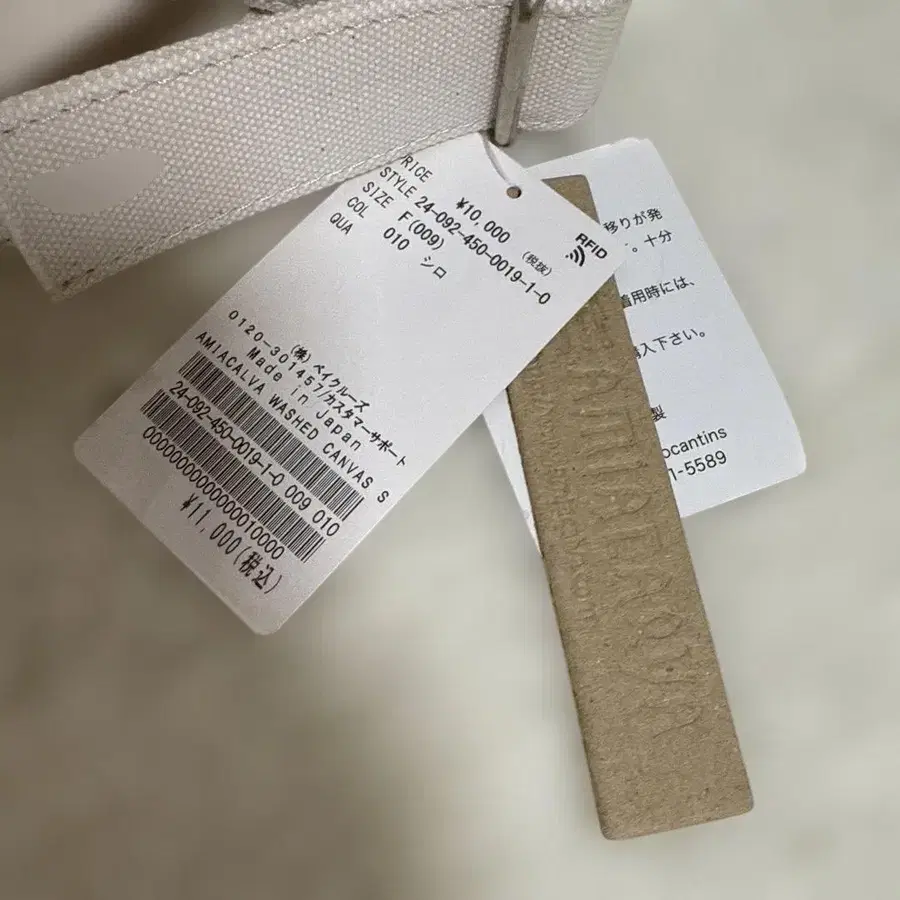 PRICE ¥10,000 (税抜)
STYLE 24-092-450-0019-1-0
SIZE F(009)
COL 010 シロ
QUA
RFID
(株) ベイクルーズ
0120-301457/カスタマーサポート
Made in Japan
AMIACALVA WASHED CANVAS S
24-092-450-0019-1-0 009 010
¥11,000(税込)
移りが発
。十分
着用時には、
購入下さい。
製
ocantins
1-5589